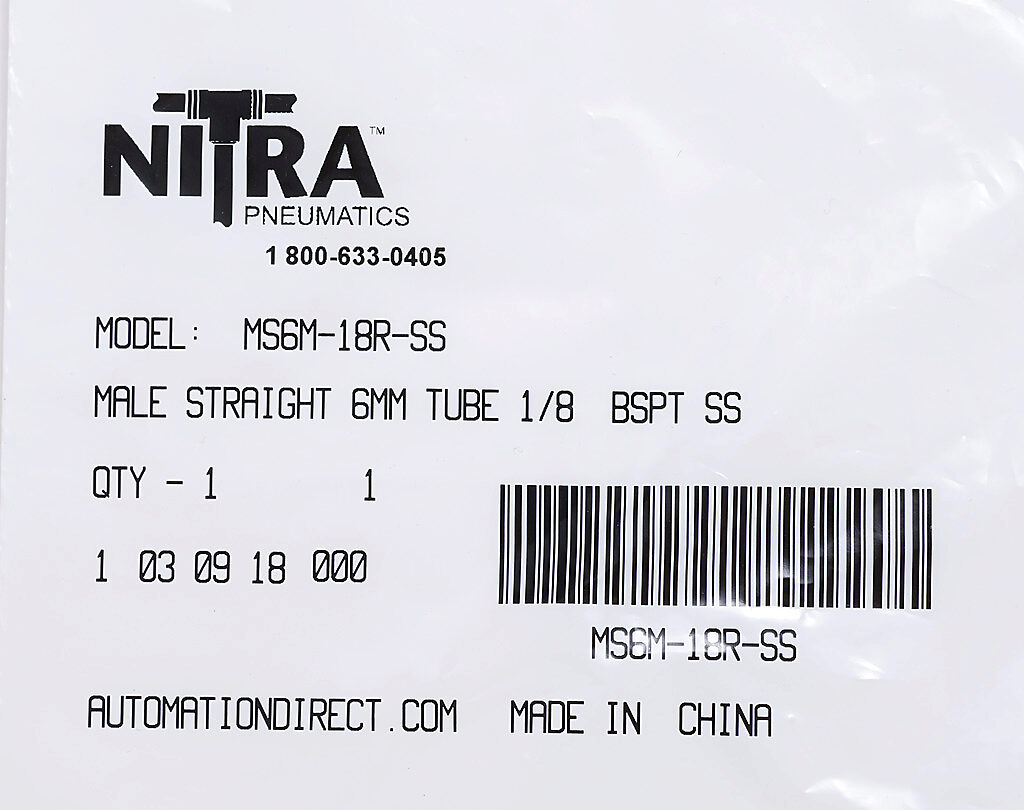 NITRA™
PNEUMATICS
1 800-633-0405
MODEL: MS6M-18R-SS
MALE STRAIGHT 6MM TUBE 1/8 BSPT SS
QTY - 1 1
1 03 09 18 000
MS6M-18R-SS
AUTOMATIONDIRECT.COM MADE IN CHINA